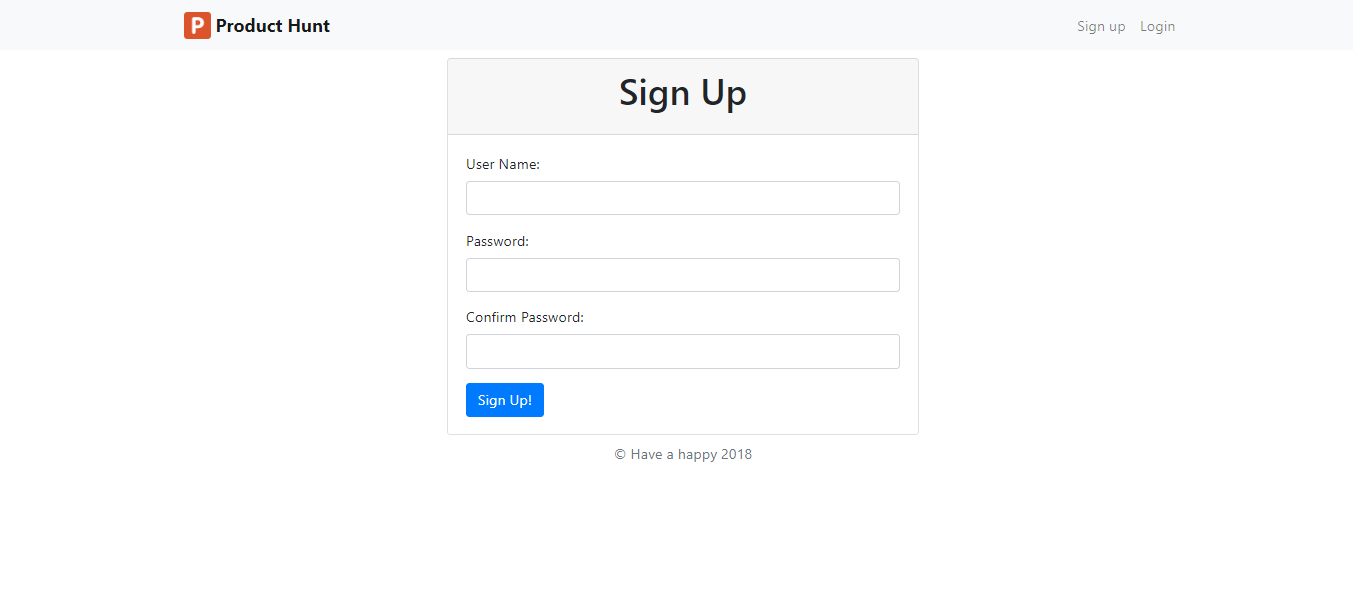 P Product Hunt
Sign up Login
Sign Up
User Name:
Password:
Confirm Password:
Sign Up!
© Have a happy 2018